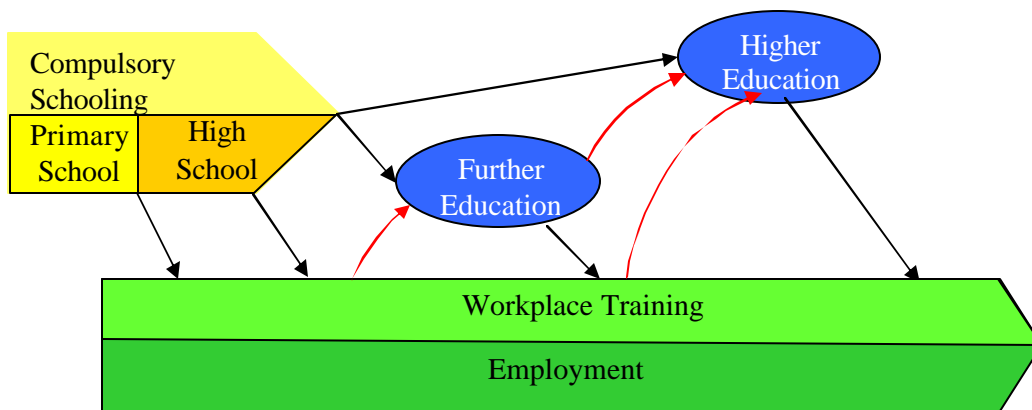 Compulsory
Schooling
Primary
School
High
School
Further
Education
Higher
Education
Workplace Training
Employment